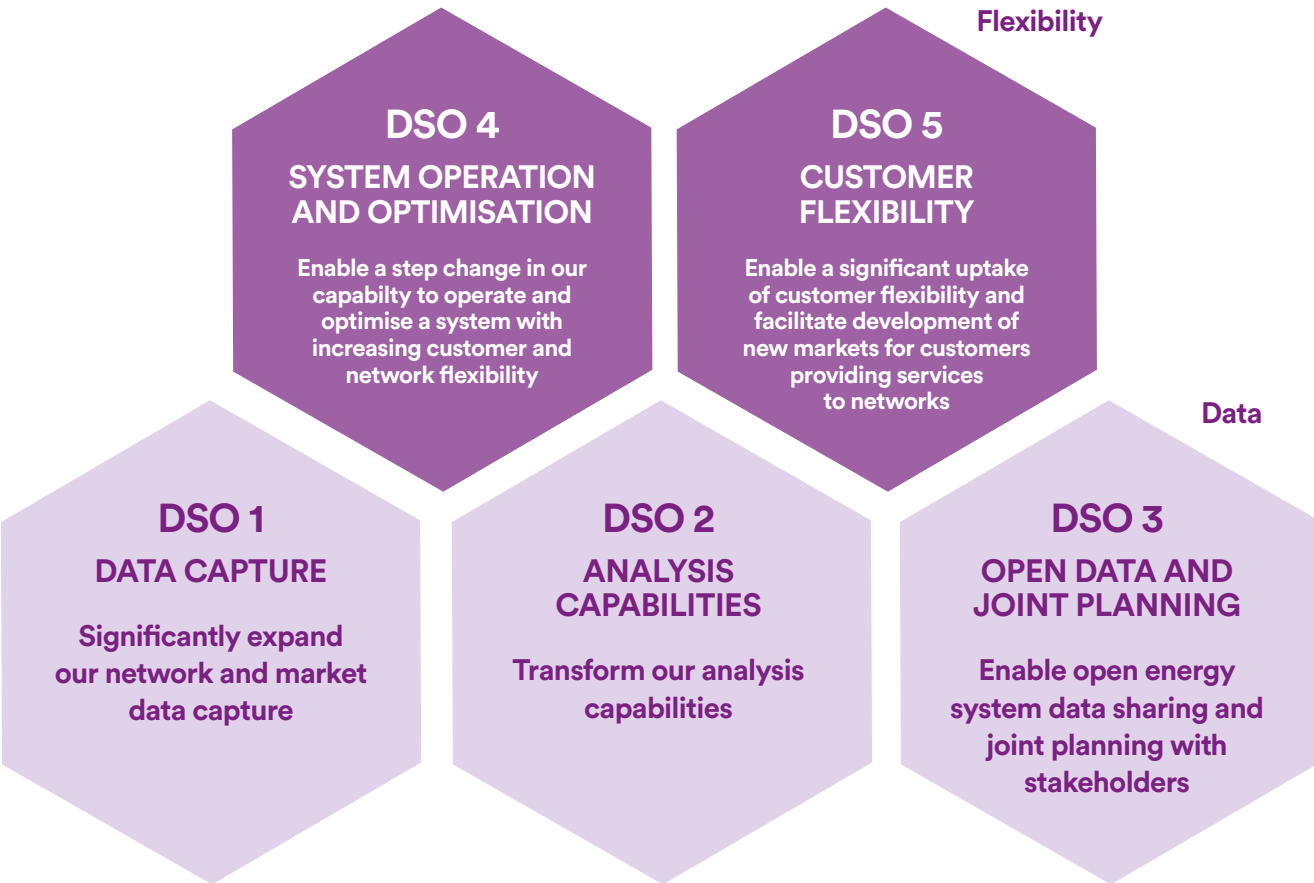 Flexibility
DSO 4
SYSTEM OPERATION
AND OPTIMISATION
Enable a step change in our
capabilty to operate and
optimise a system with
increasing customer and
network flexibility
DSO 5
CUSTOMER
FLEXIBILITY
Enable a significant uptake
of customer flexibility and
facilitate development of
new markets for customers
providing services
to networks
Data
DSO 1
DATA CAPTURE
Significantly expand
our network and market
data capture
DSO 2
ANALYSIS
CAPABILITIES
Transform our analysis
capabilities
DSO 3
OPEN DATA AND
JOINT PLANNING
Enable open energy
system data sharing and
joint planning with
stakeholders